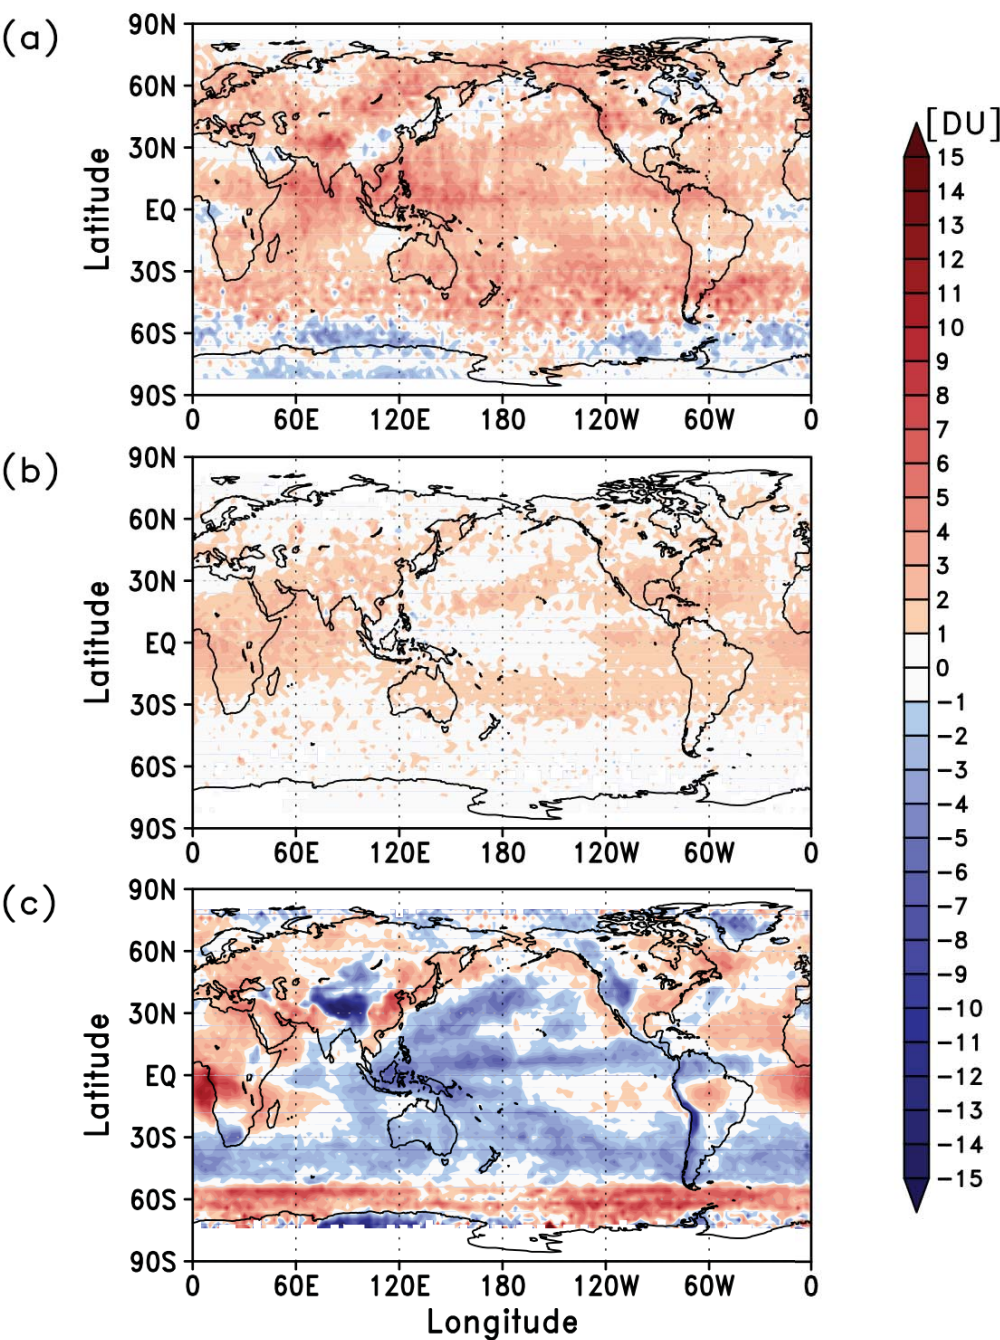 (a)
90N
60N
30N
EQ
30S
60S
90S
Latitude
0 60E 120E 180 120W 60W 0
(b)
90N
60N
30N
EQ
30S
60S
90S
Latitude
0 60E 120E 180 120W 60W 0
(c)
90N
60N
30N
EQ
30S
60S
90S
Latitude
0 60E 120E 180 120W 60W 0
Longitude
[DU]
15
14
13
12
11
10
9
8
7
6
5
4
3
2
1
0
-1
-2
-3
-4
-5
-6
-7
-8
-9
-10
-11
-12
-13
-14
-15